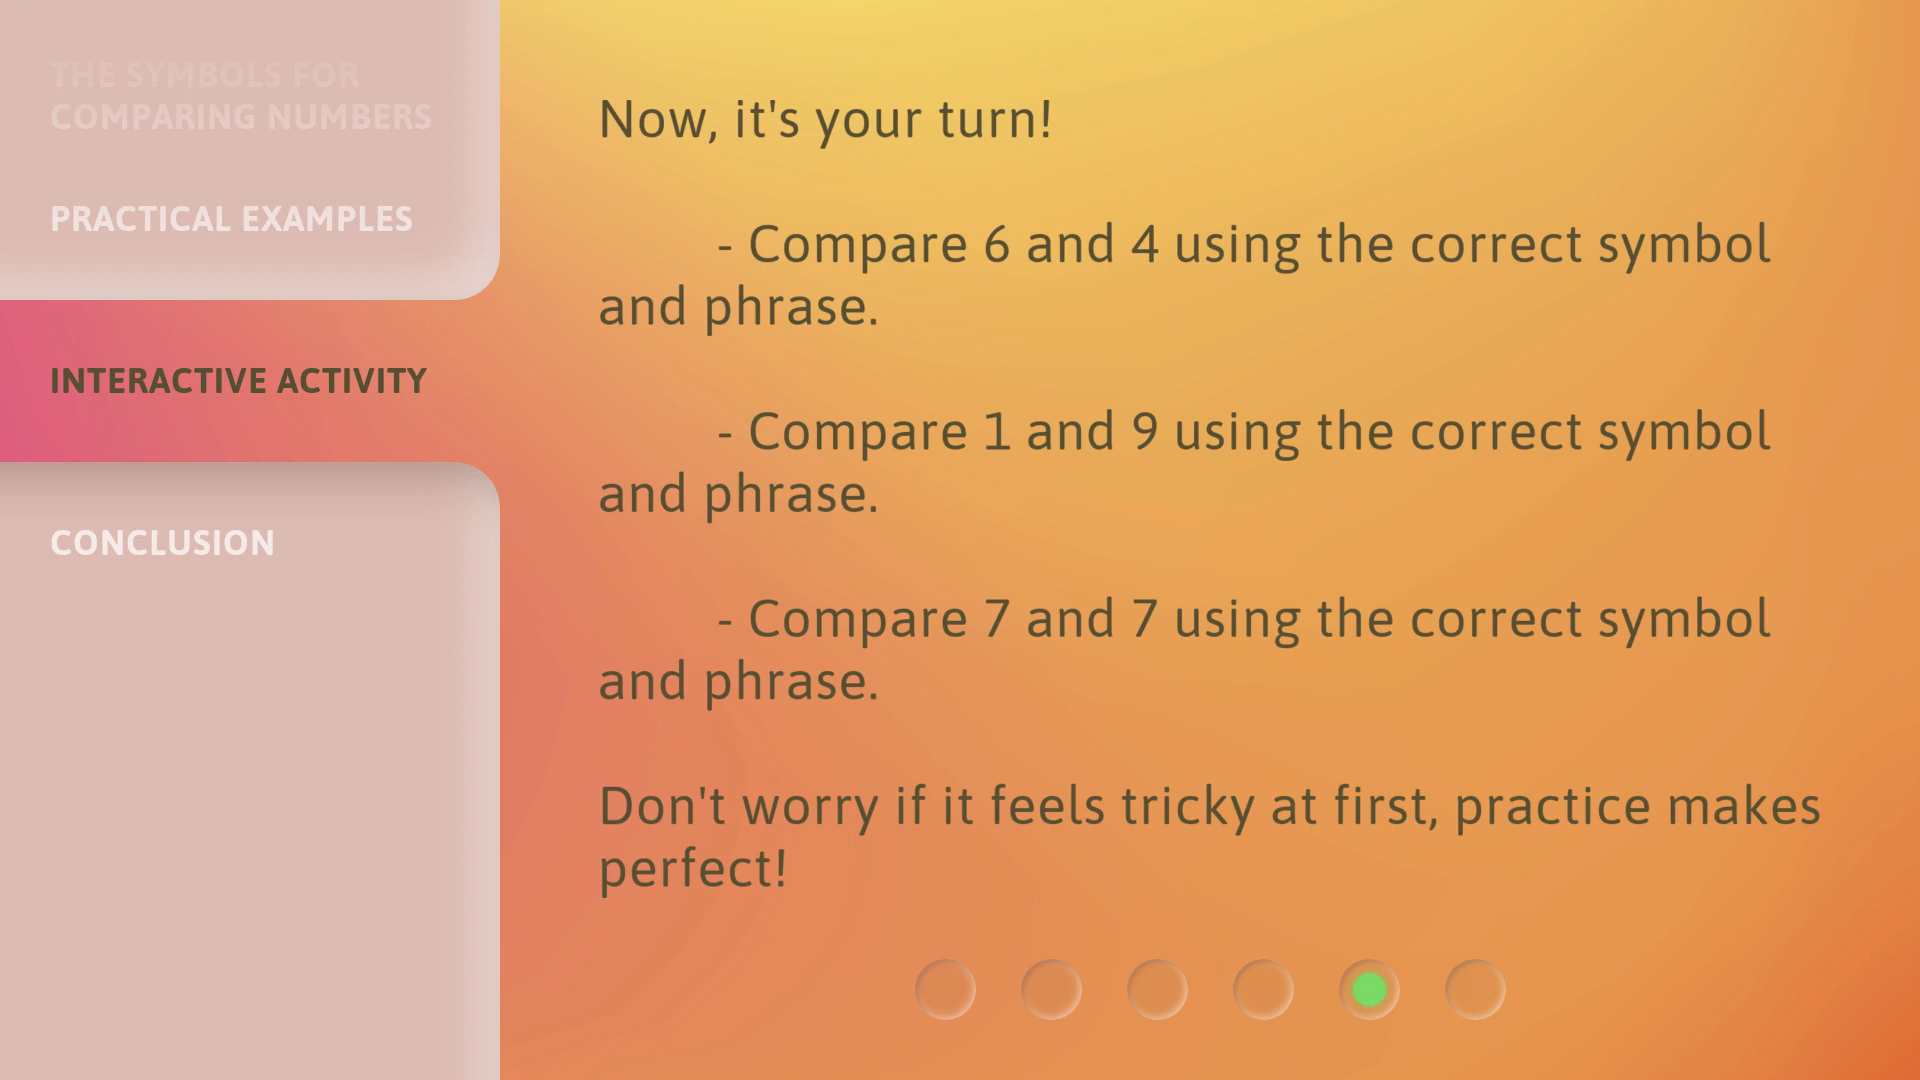 THE SYMBOLS FOR
COMPARING NUMBERS
PRACTICAL EXAMPLES
INTERACTIVE ACTIVITY
CONCLUSION
Now, it's your turn!
- Compare 6 and 4 using the correct symbol
and phrase.
- Compare 1 and 9 using the correct symbol
and phrase.
- Compare 7 and 7 using the correct symbol
and phrase.
Don't worry if it feels tricky at first, practice makes
perfect!